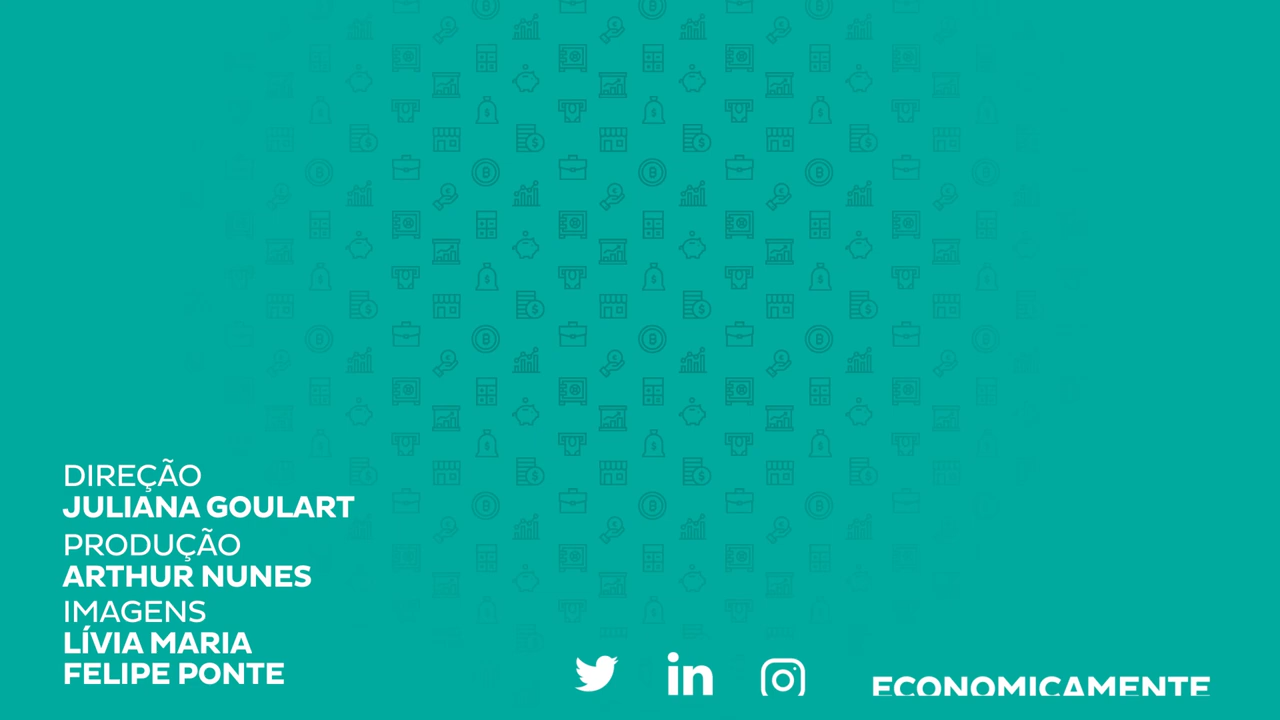 DIREÇÃO
JULIANA GOULART
PRODUÇÃO
ARTHUR NUNES
IMAGENS
LÍVIA MARIA
FELIPE PONTE
ECONOMICAMENTE